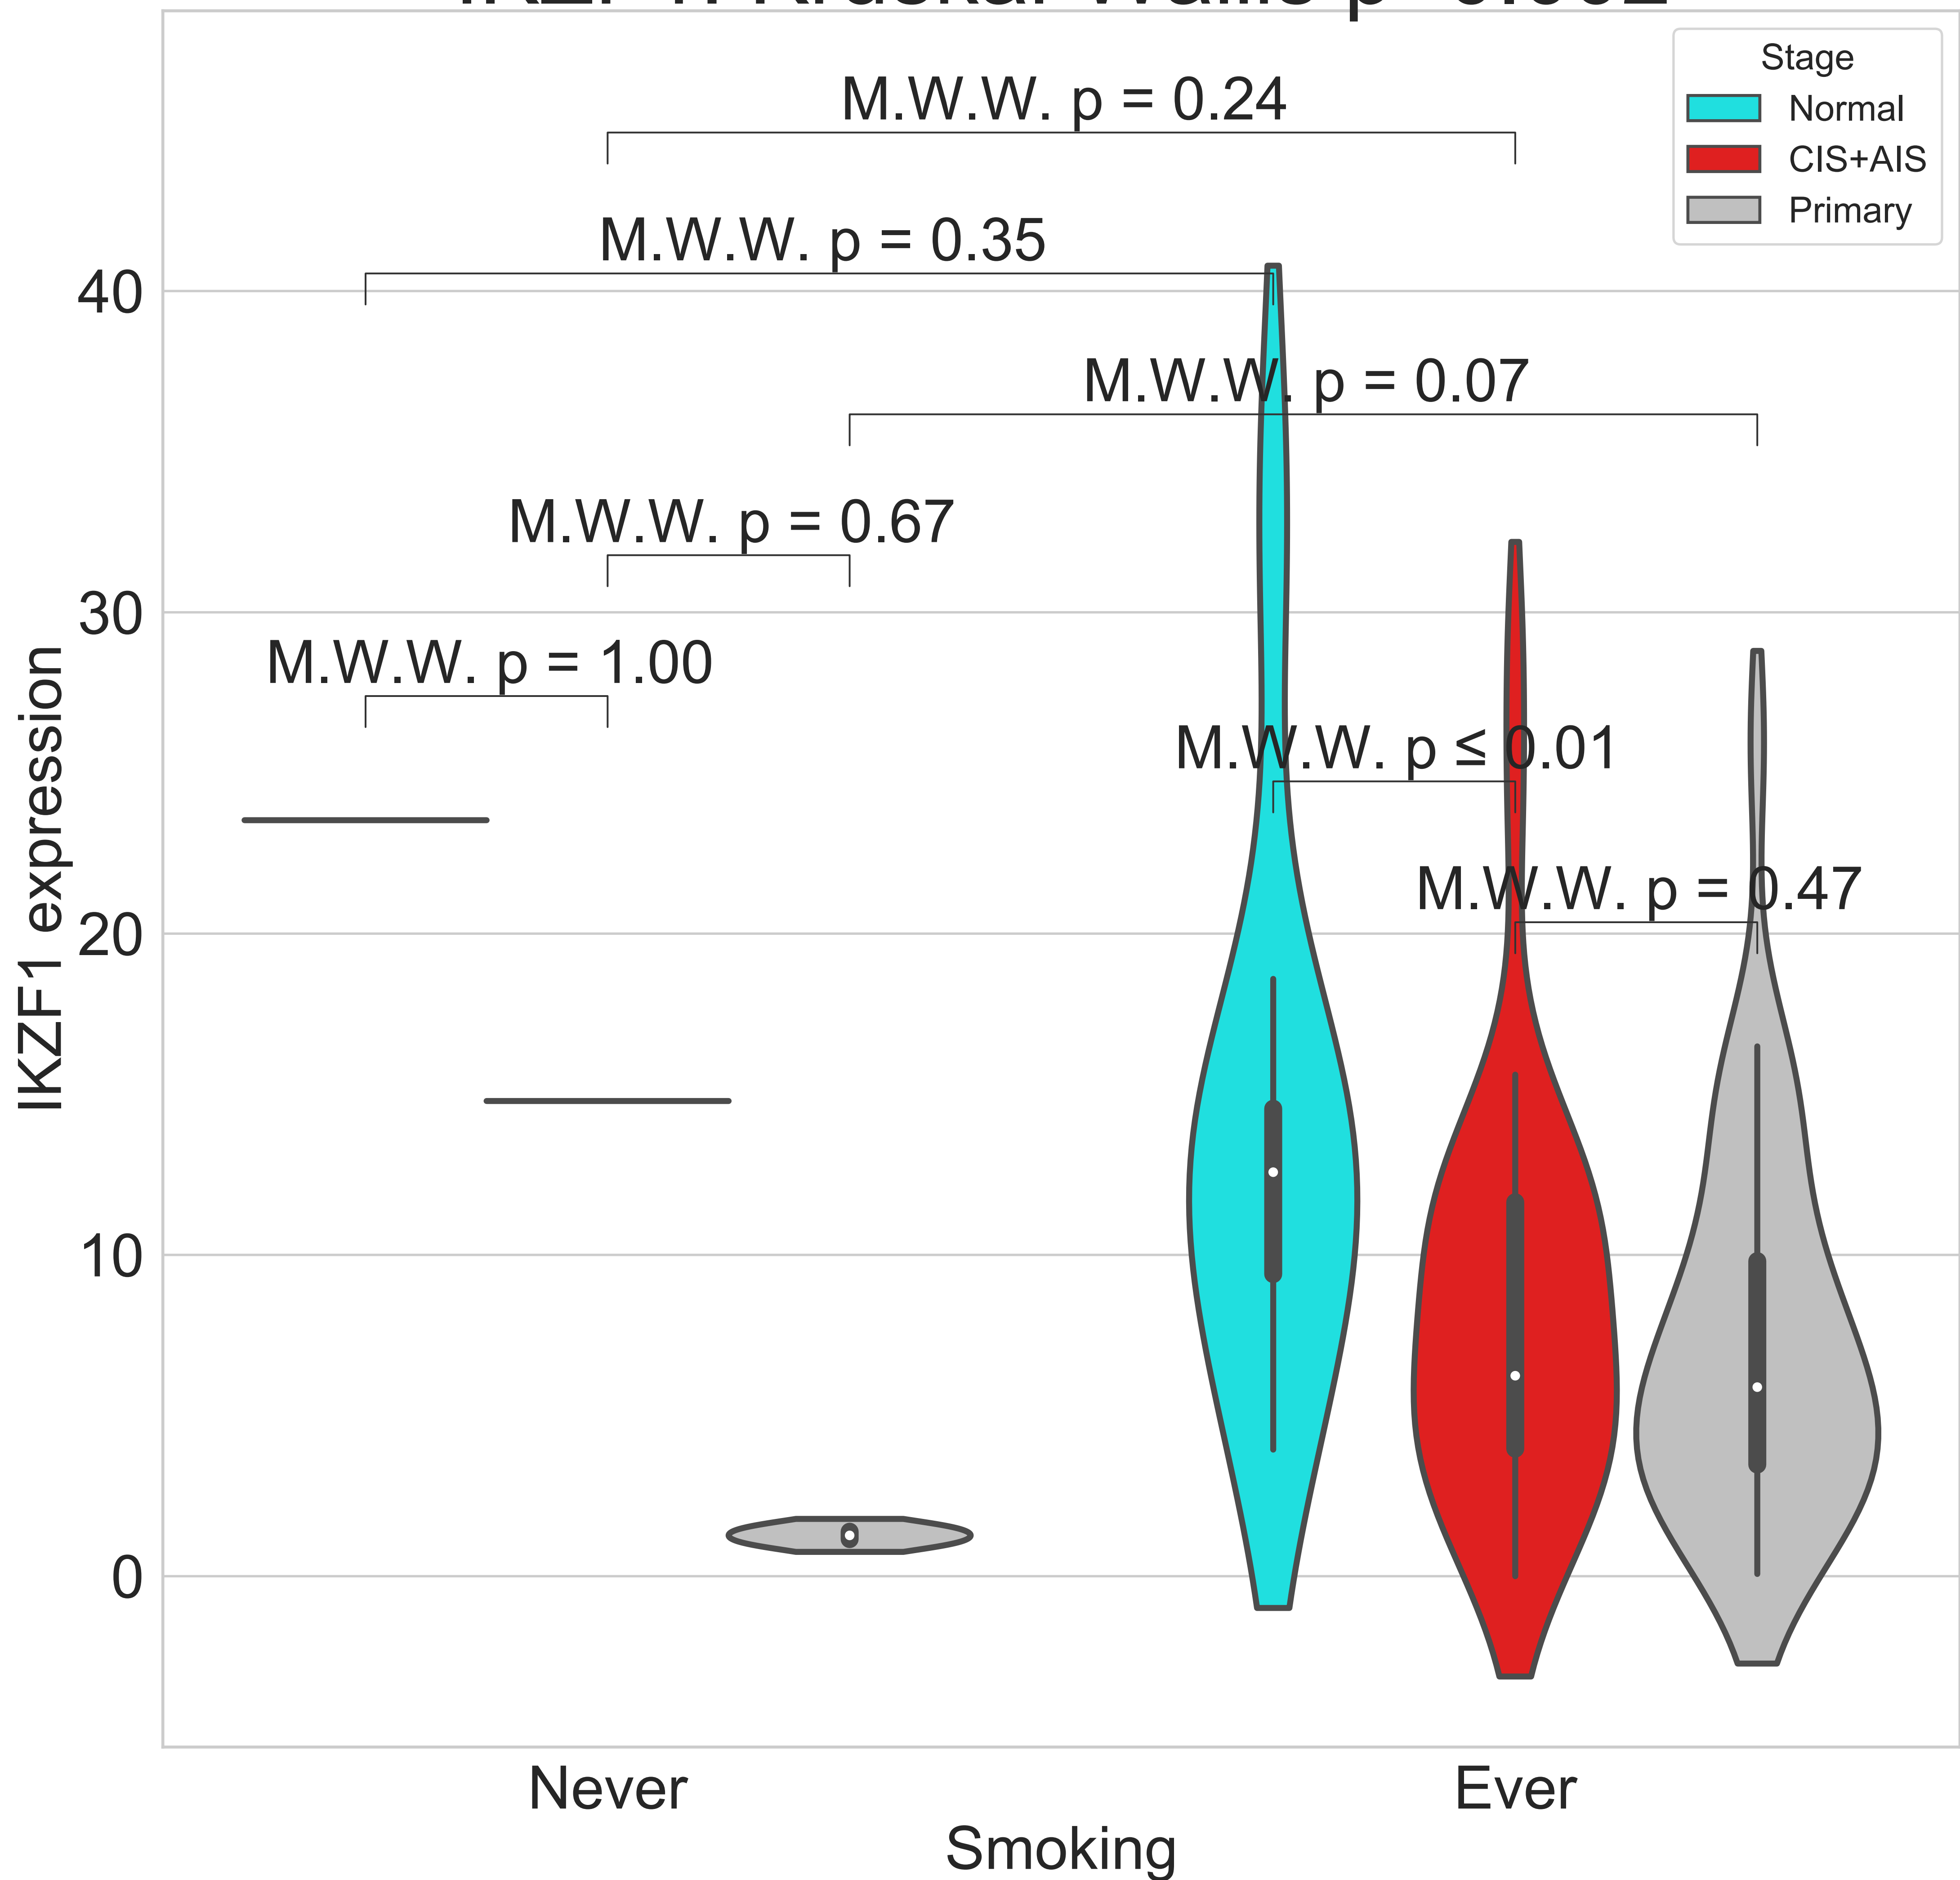 Stage
Normal
CIS+AIS
Primary
M.W.W. p = 0.24
M.W.W. p = 0.35
M.W.W. p = 0.07
M.W.W. p = 0.67
M.W.W. p = 1.00
M.W.W. p ≤ 0.01
M.W.W. p = 0.47
40
30
20
10
0
IKZF1 expression
Never
Ever
Smoking